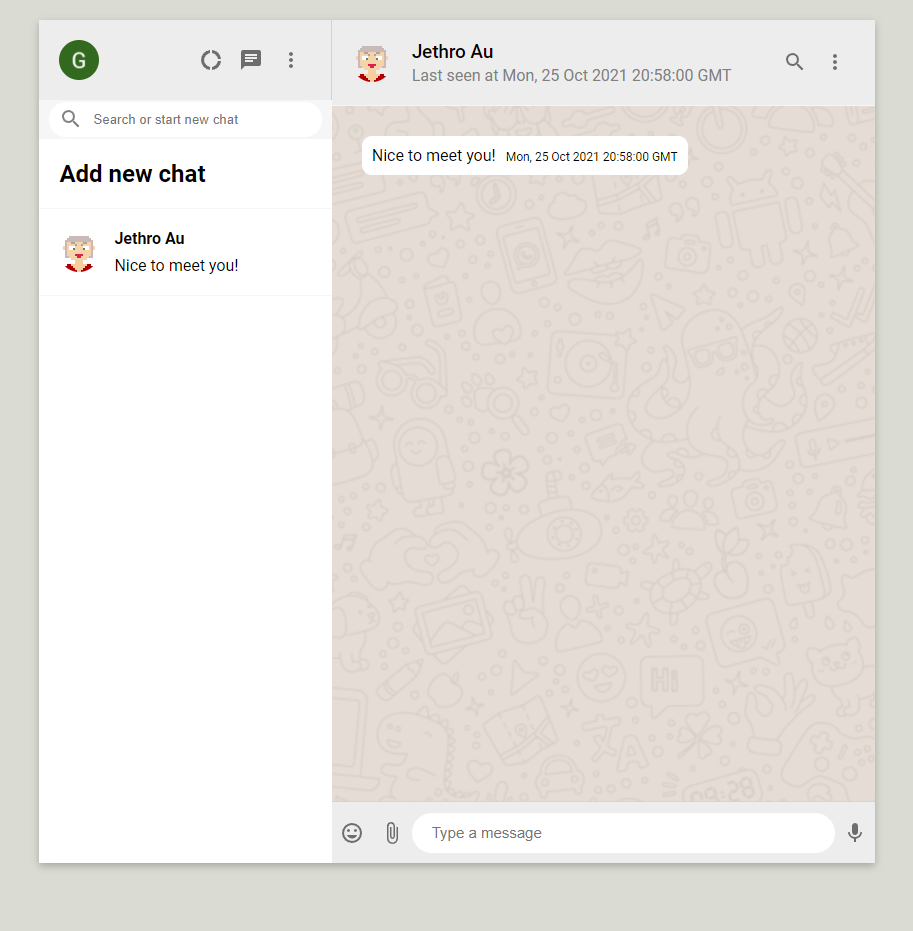 G
Search or start new chat
Add new chat
Jethro Au
Nice to meet you!
Jethro Au
Last seen at Mon, 25 Oct 2021 20:58:00 GMT
Nice to meet you! Mon, 25 Oct 2021 20:58:00 GMT
Hi
Type a message